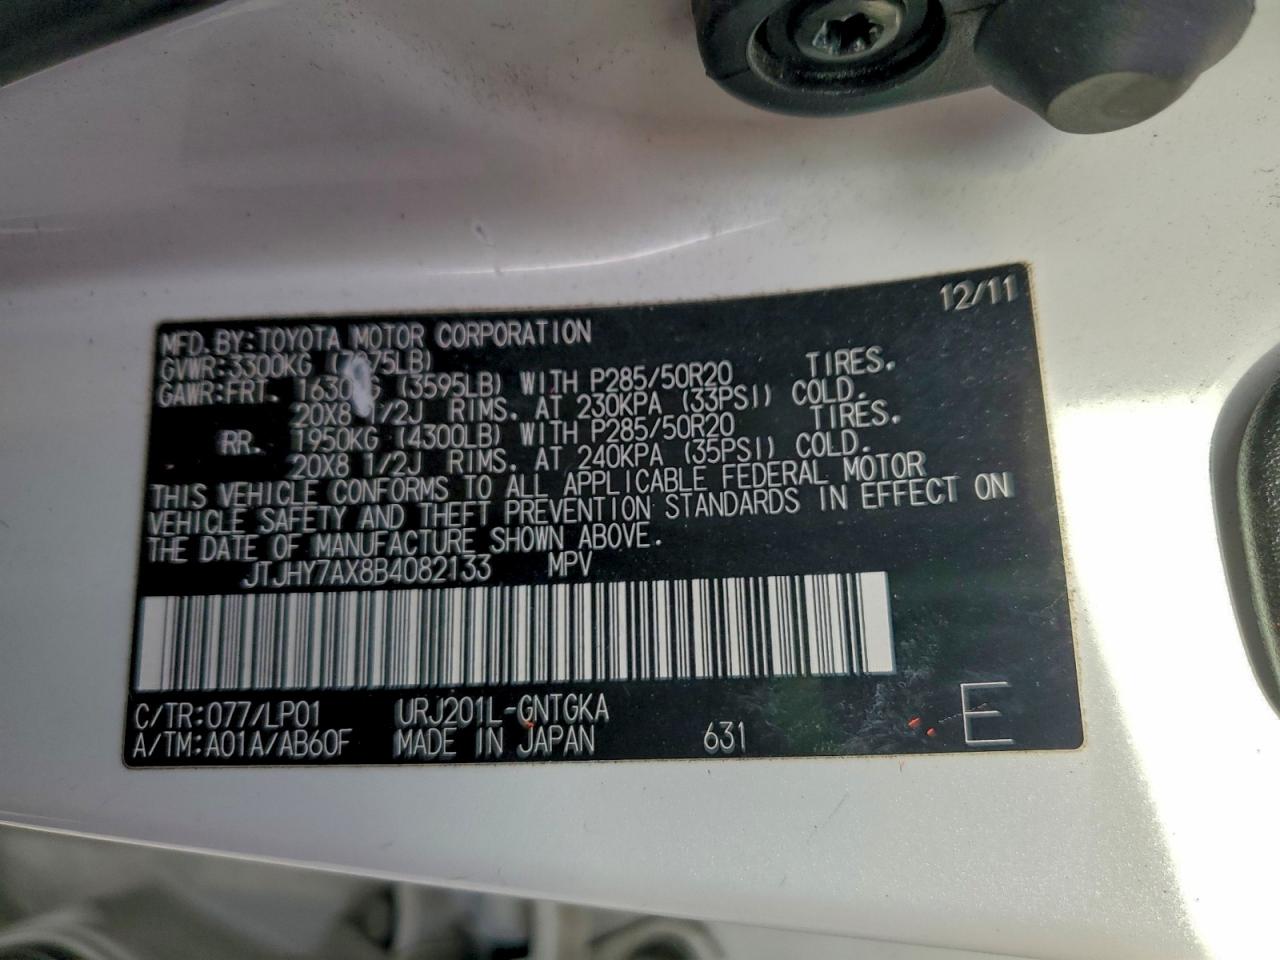 12/11
MFD. BY: TOYOTA MOTOR CORPORATION
GVWR: 3300KG
GAWR: FRT. (3595LB) WITH P285/50R20 TIRES.
20X8 1/2J RIMS. AT 230KPA (33PSI) COLD.
RR. 1950KG (4300LB) WITH P285/50R20 TIRES.
20X8 1/2J RIMS. AT 240KPA (35PSI) COLD.
THIS VEHICLE CONFORMS TO ALL APPLICABLE FEDERAL MOTOR
VEHICLE SAFETY AND THEFT PREVENTION STANDARDS IN EFFECT ON
THE DATE OF MANUFACTURE SHOWN ABOVE.
JTJHY7AX8B4082133 MPV
C/TR: 077/LP01 URJ201L-GNTGKA
A/TM: A01A/AB60F MADE IN JAPAN 631 E